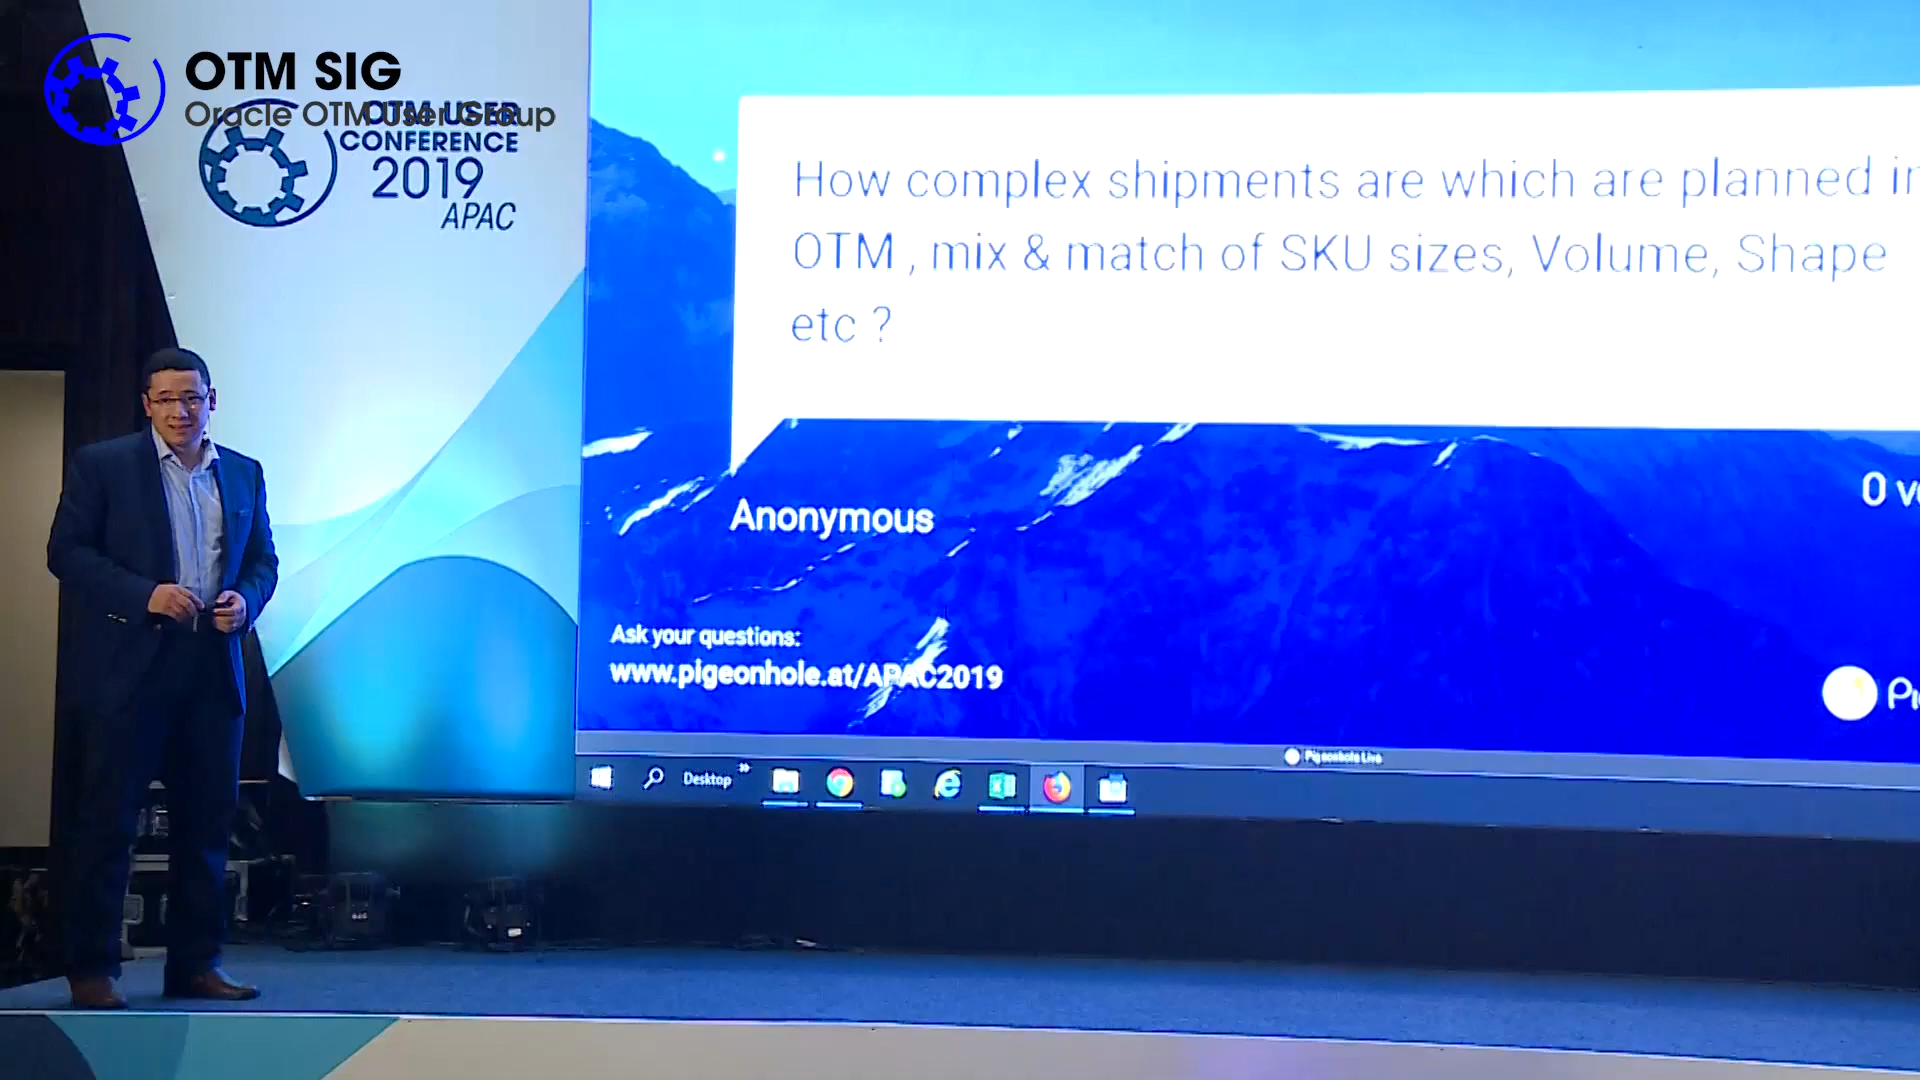 OTM SIG
Oracle OTM User Group
OTM USER
CONFERENCE
2019
APAC
How complex shipments are which are planned in
OTM , mix & match of SKU sizes, Volume, Shape
etc ?
Anonymous
0
Ask your questions:
www.pigeonhole.at/APAC2019
Pigeonhole Live
Desktop